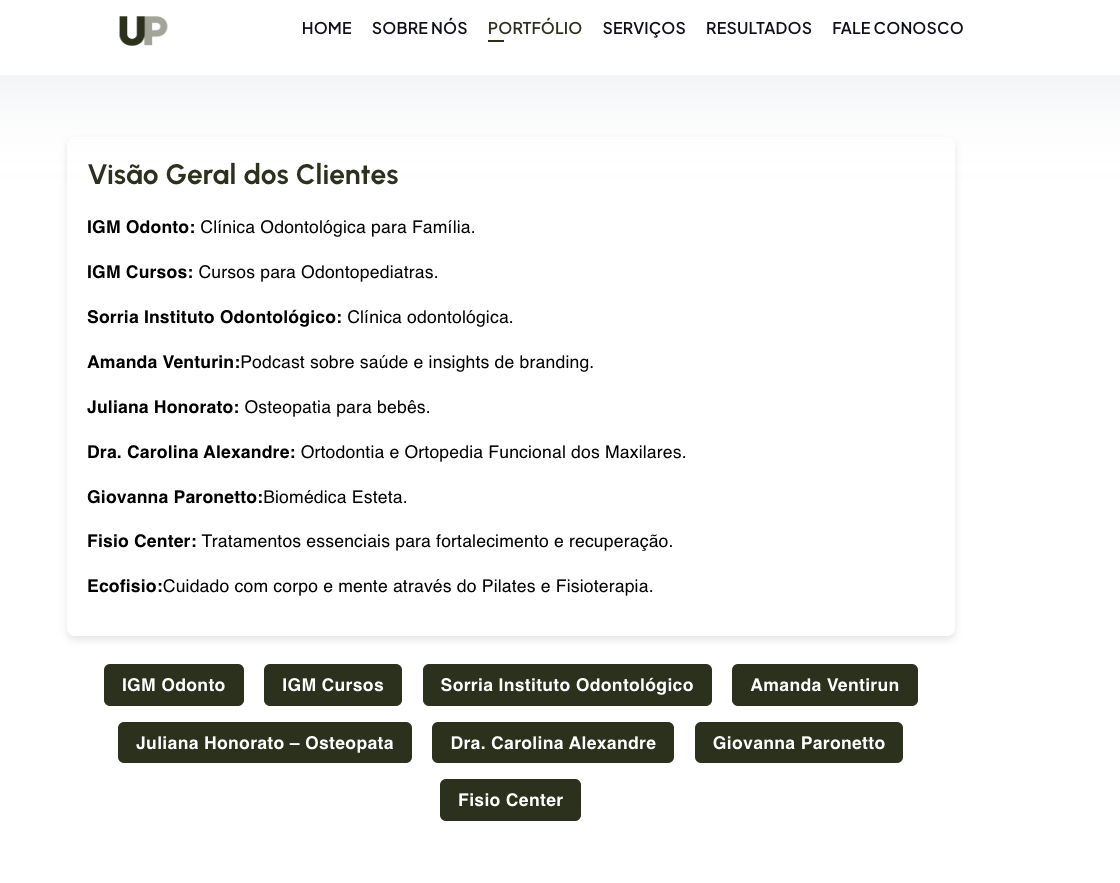 UP
HOME SOBRE NÓS PORTFÓLIO SERVIÇOS RESULTADOS FALE CONOSCO
Visão Geral dos Clientes
IGM Odonto: Clínica Odontológica para Família.
IGM Cursos: Cursos para Odontopediatras.
Sorria Instituto Odontológico: Clínica odontológica.
Amanda Venturin:Podcast sobre saúde e insights de branding.
Juliana Honorato: Osteopatia para bebês.
Dra. Carolina Alexandre: Ortodontia e Ortopedia Funcional dos Maxilares.
Giovanna Paronetto:Biomédica Esteta.
Fisio Center: Tratamentos essenciais para fortalecimento e recuperação.
Ecofisio:Cuidado com corpo e mente através do Pilates e Fisioterapia.
IGM Odonto IGM Cursos Sorria Instituto Odontológico Amanda Ventirun
Juliana Honorato – Osteopata Dra. Carolina Alexandre Giovanna Paronetto
Fisio Center